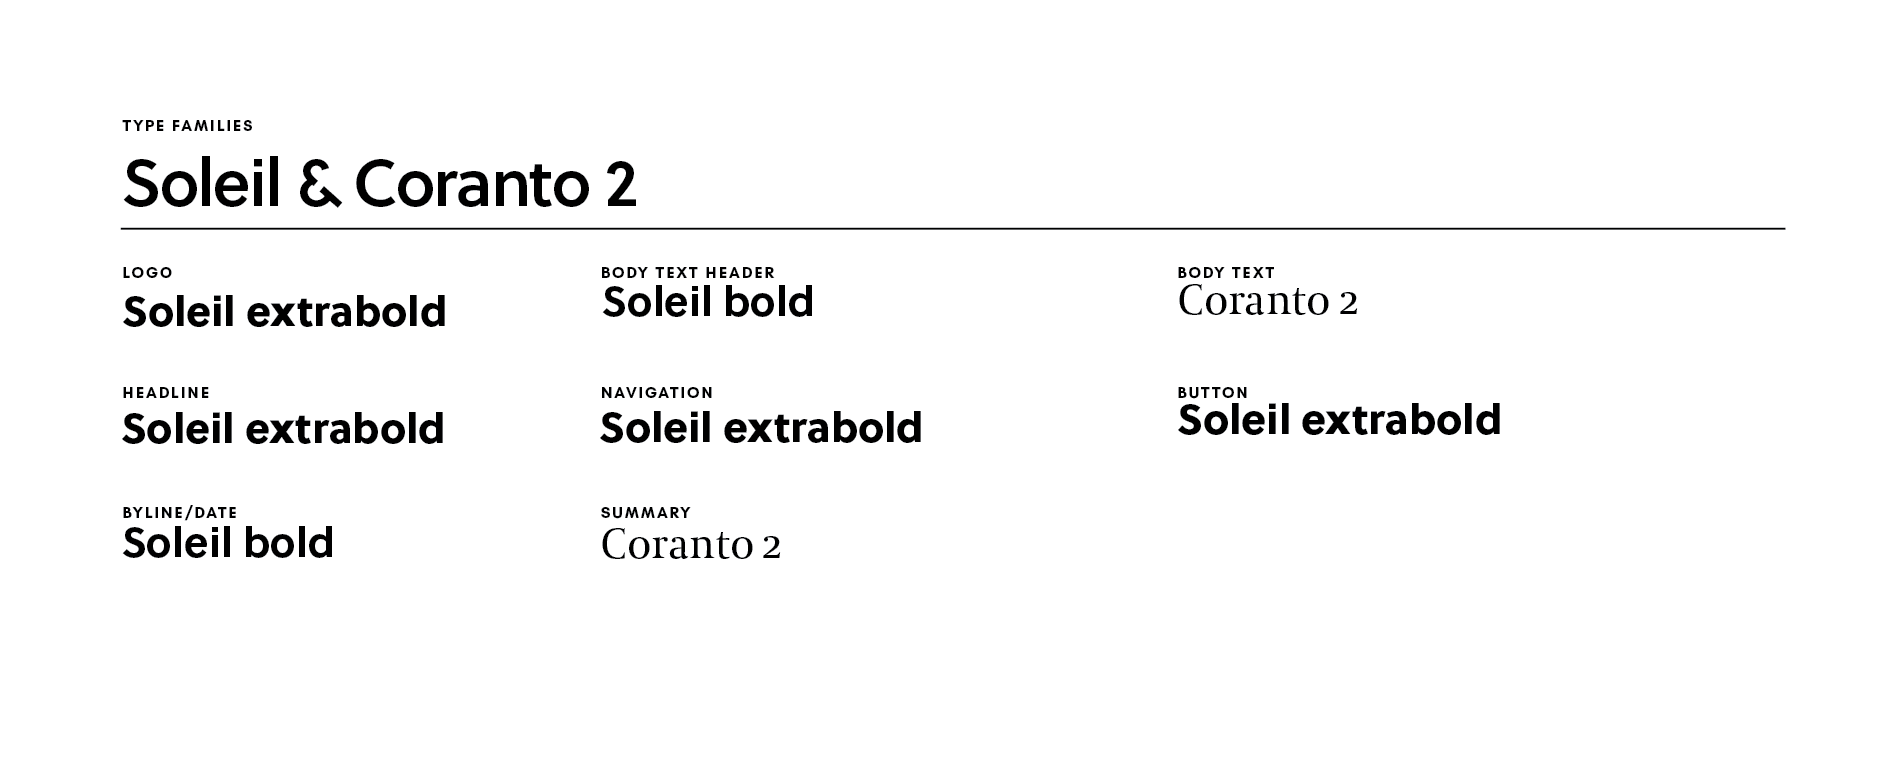 TYPE FAMILIES
Soleil & Coranto 2
LOGO
Soleil extrabold
BODY TEXT HEADER
Soleil bold
BODY TEXT
Coranto 2
HEADLINE
Soleil extrabold
NAVIGATION
Soleil extrabold
BUTTON
Soleil extrabold
BYLINE/DATE
Soleil bold
SUMMARY
Coranto 2